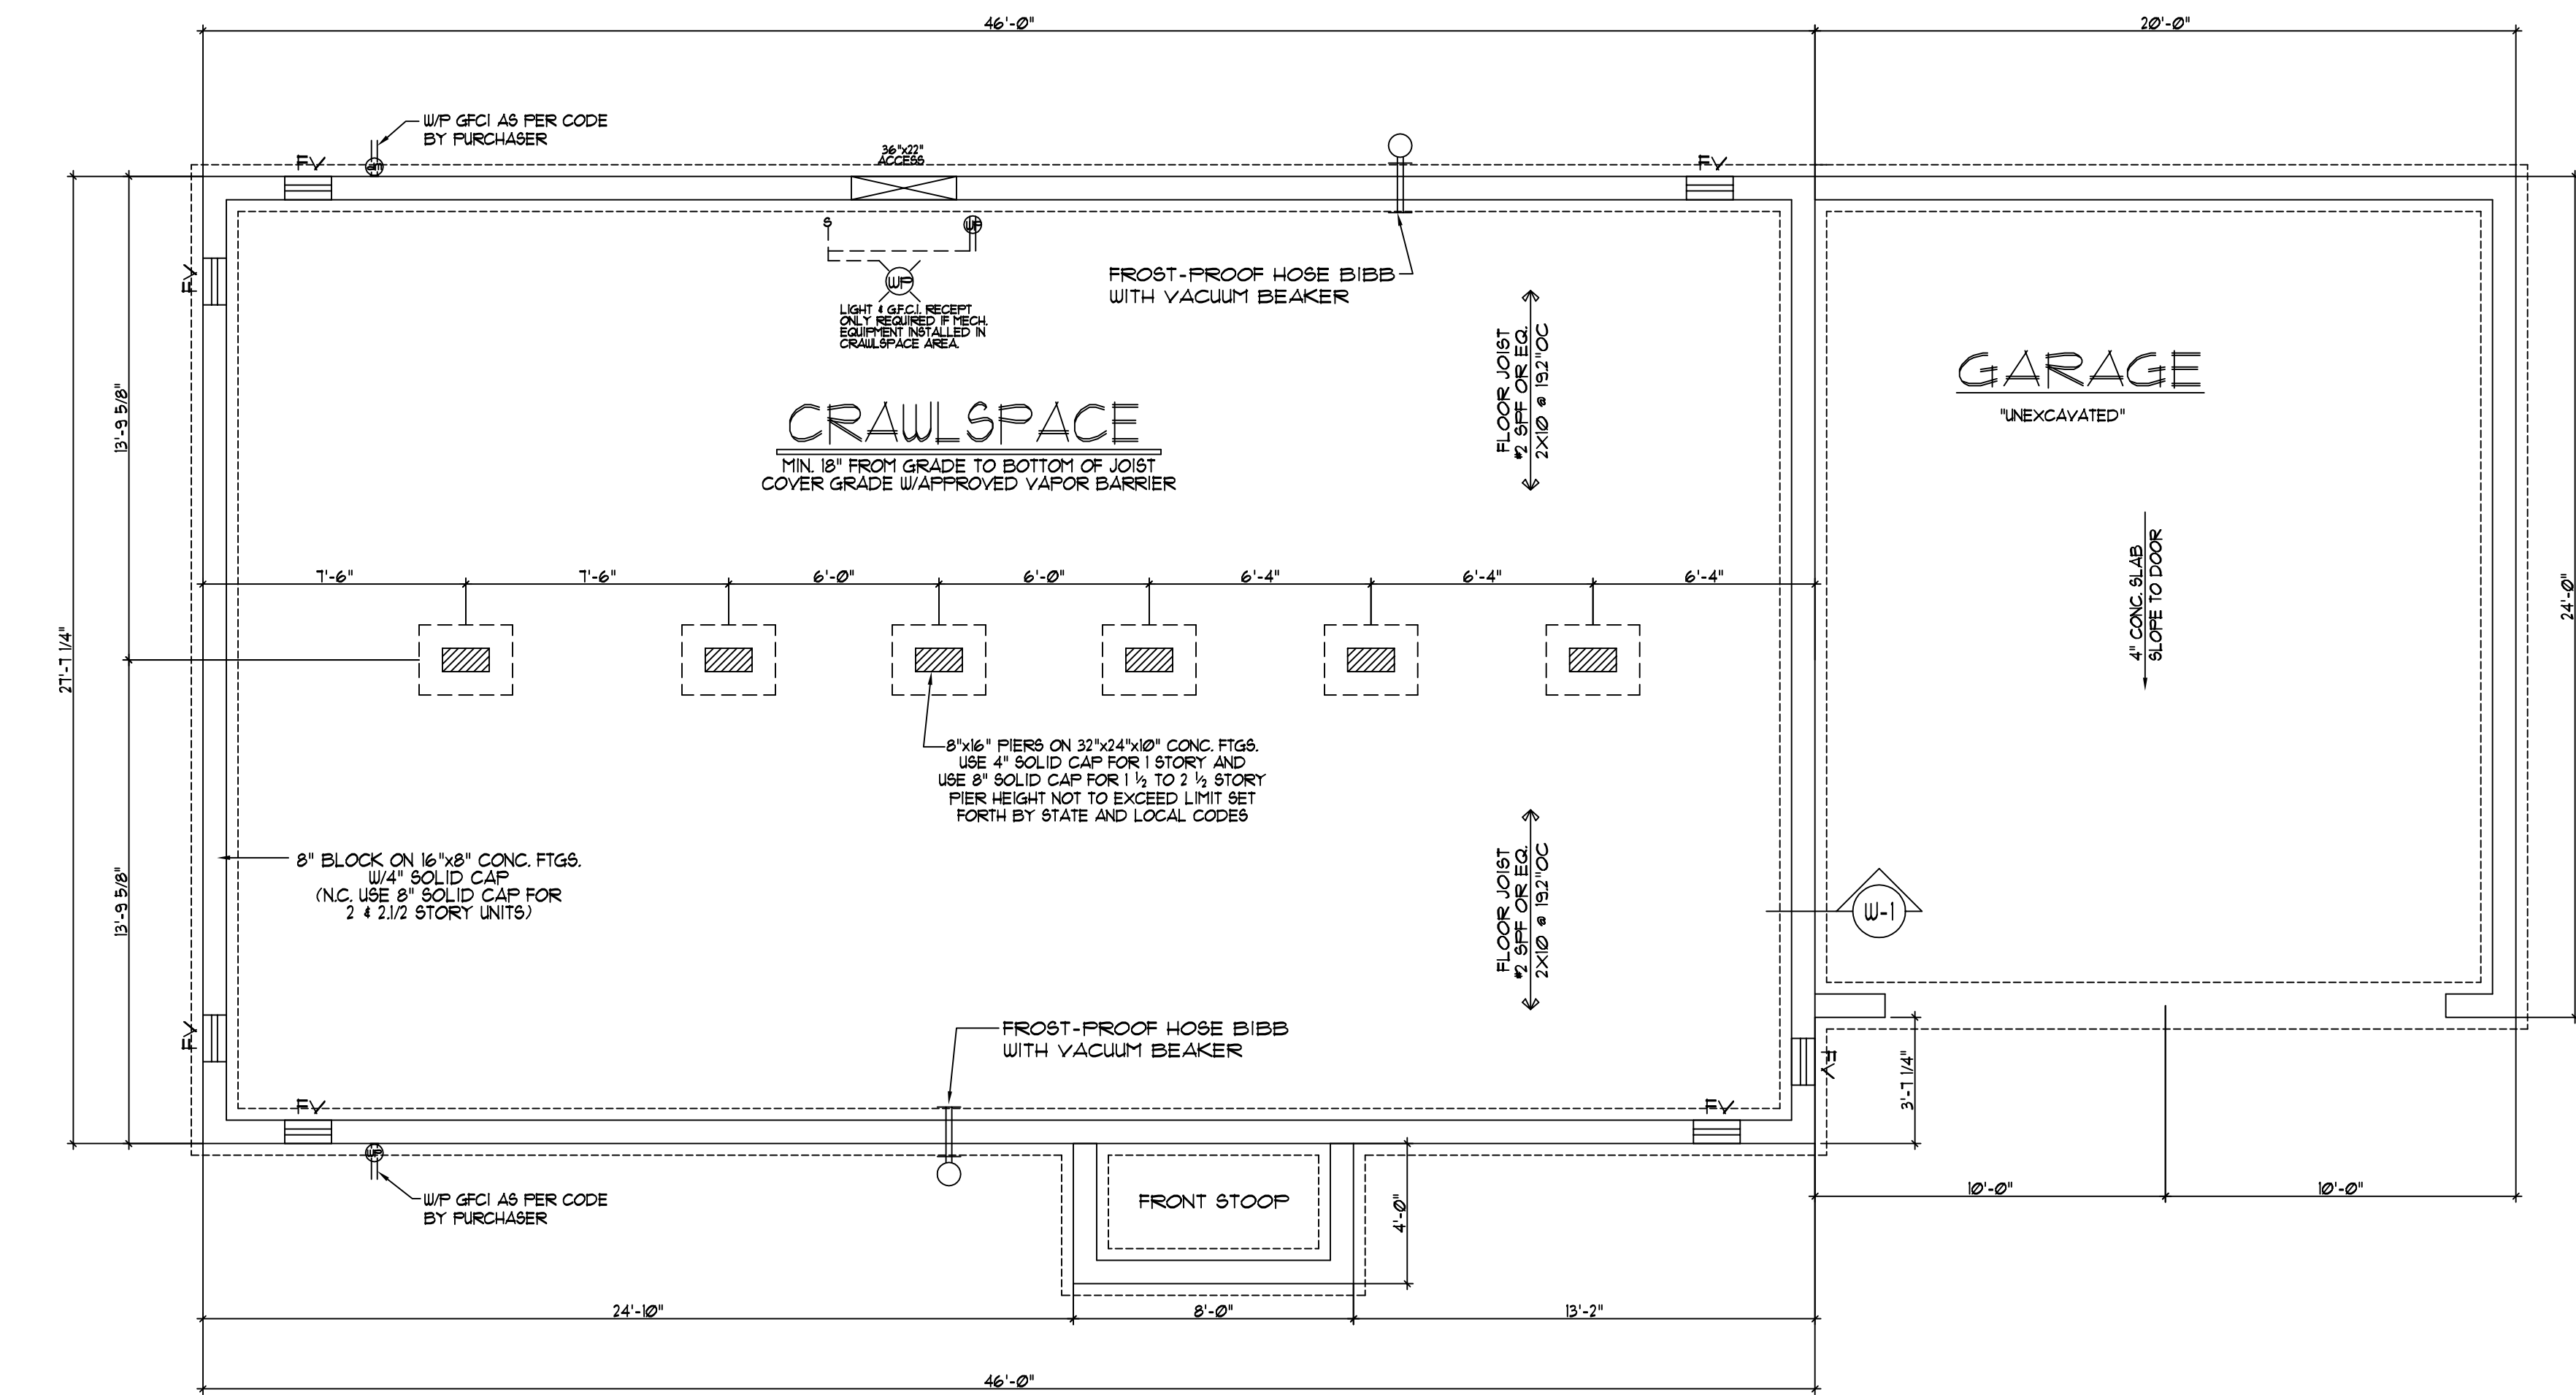 46'-0"
20'-0"
W/P GFCI AS PER CODE
BY PURCHASER
FV
36"x22"
ACCESS
FV
FV
S
WP
WP
LIGHT & G.F.C.I. RECEPT
ONLY REQUIRED IF MECH.
EQUIPMENT INSTALLED IN
CRAWLSPACE AREA.
FROST-PROOF HOSE BIBB
WITH VACUUM BEAKER
FLOOR JOIST
#2 SPF OR EQ.
2X10 @ 19.2"OC
GARAGE
"UNEXCAVATED"
CRAWLSPACE
MIN. 18" FROM GRADE TO BOTTOM OF JOIST
COVER GRADE W/APPROVED VAPOR BARRIER
13'-9 5/8"
27'-7 1/4"
24'-0"
4" CONC. SLAB
SLOPE TO DOOR
7'-6"
7'-6"
6'-0"
6'-0"
6'-4"
6'-4"
6'-4"
8"x16" PIERS ON 32"x24"x10" CONC. FTGS.
USE 4" SOLID CAP FOR 1 STORY AND
USE 8" SOLID CAP FOR 1 ½ TO 2 ½ STORY
PIER HEIGHT NOT TO EXCEED LIMIT SET
FORTH BY STATE AND LOCAL CODES
8" BLOCK ON 16"x8" CONC. FTGS.
W/4" SOLID CAP
(N.C. USE 8" SOLID CAP FOR
2 & 2.1/2 STORY UNITS)
13'-9 5/8"
FLOOR JOIST
#2 SPF OR EQ.
2X10 @ 19.2"OC
W-1
FROST-PROOF HOSE BIBB
WITH VACUUM BEAKER
FV
FV
3'-7 1/4"
FV
FV
WP
W/P GFCI AS PER CODE
BY PURCHASER
FRONT STOOP
4'-0"
10'-0"
10'-0"
24'-10"
8'-0"
13'-2"
46'-0"